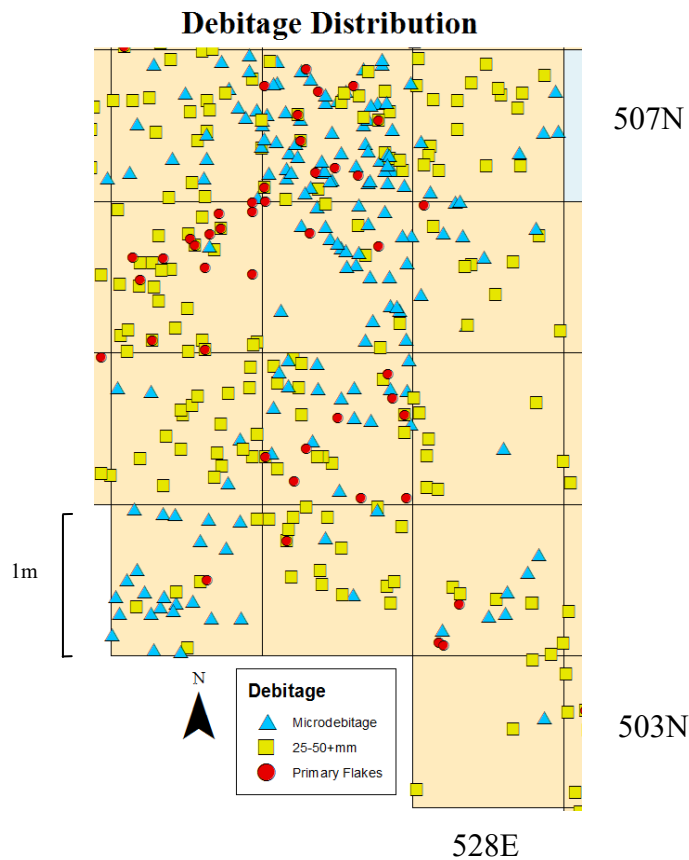 Debitage Distribution
507N
1m
N
Debitage
Microdebitage
25-50+mm
Primary Flakes
503N
528E